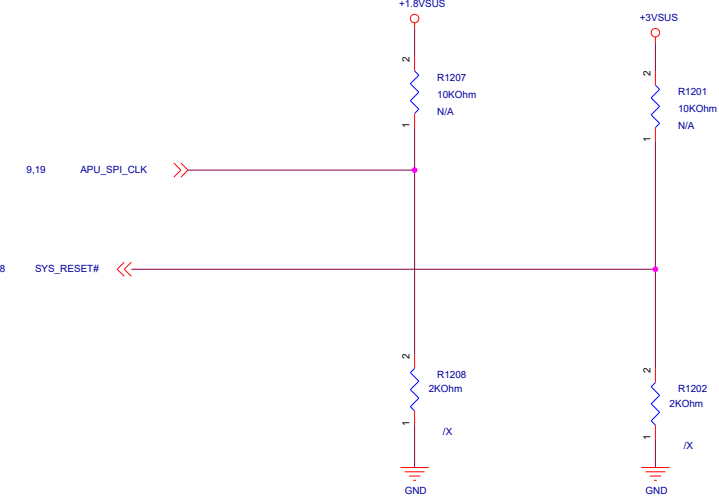 +1.8VSUS
+3VSUS
2
R1207
10KOhm
N/A
1
2
R1201
10KOhm
N/A
1
9,19 APU_SPI_CLK
8 SYS_RESET#
2
R1208
2KOhm
1
/X
2
R1202
2KOhm
1
/X
GND
GND